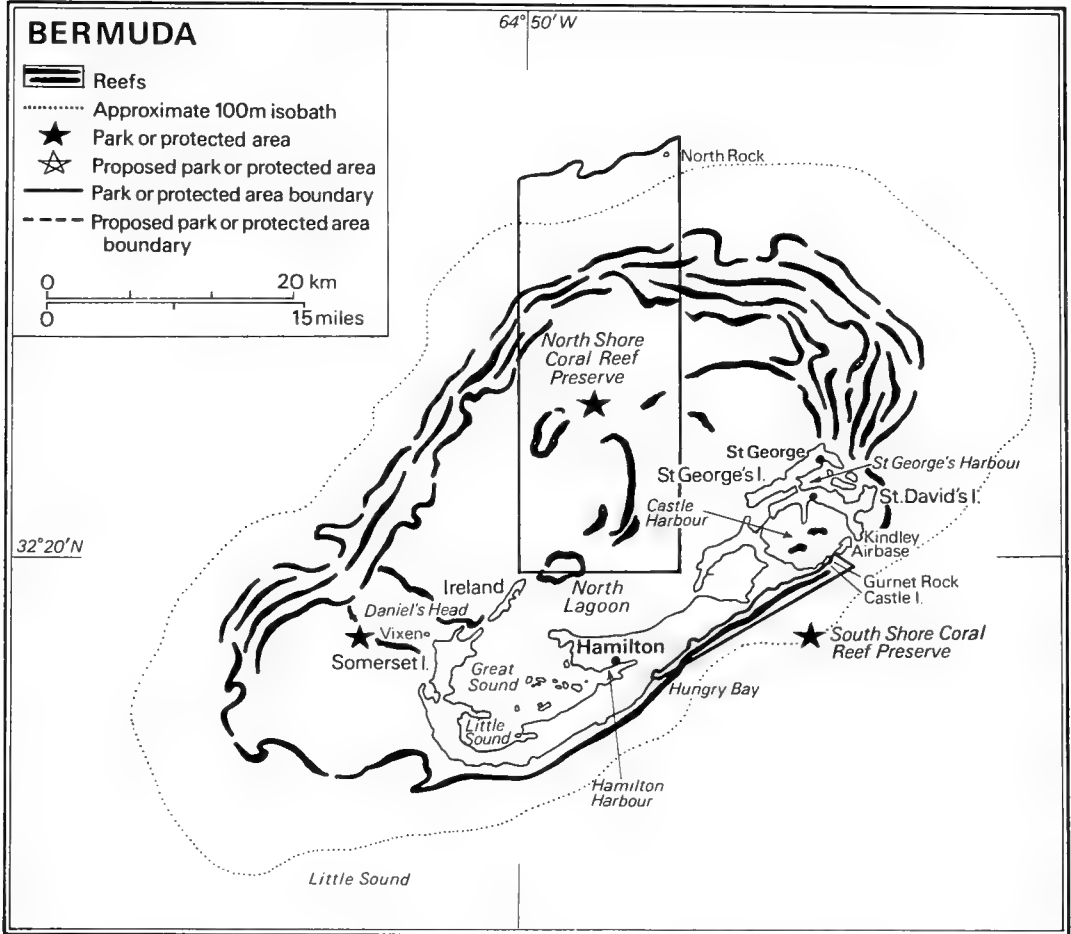 BERMUDA
Reefs
Approximate 100m isobath
Park or protected area
Proposed park or protected area
Park or protected area boundary
Proposed park or protected area
boundary
0 20 km
0 15 miles
64° 50′ W
North Rock
North Shore
Coral Reef
Preserve
St George
St George's Harbour
St George's I.
St. David's I.
Castle
Harbour
32° 20′ N
Kindley
Airbase
Ireland
North
Lagoon
Gurnet Rock
Castle I.
Daniel's Head
Vixen
Somerset I.
Hamilton
South Shore Coral
Reef Preserve
Great
Sound
Hungry Bay
Little
Sound
Hamilton
Harbour
Little Sound